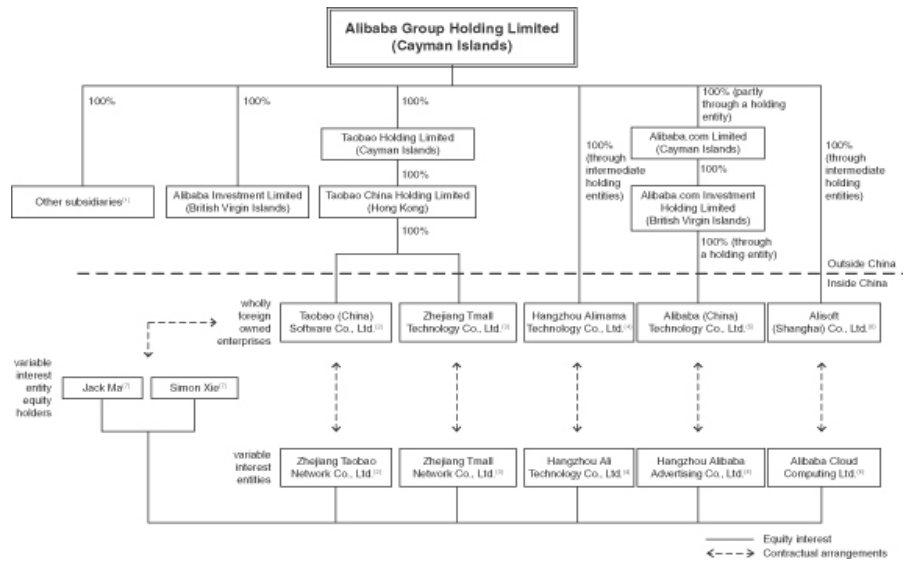 Alibaba Group Holding Limited
(Cayman Islands)
100%
100%
100%
100% (partly
through a holding
entity)
Taobao Holding Limited
(Cayman Islands)
Alibaba.com Limited
(Cayman Islands)
100%
(through
intermediate
holding
entities)
100%
(through
intermediate
holding
entities)
100%
100%
Other subsidiaries(1)
Alibaba Investment Limited
(British Virgin Islands)
Taobao China Holding Limited
(Hong Kong)
Alibaba.com Investment
Holding Limited
(British Virgin Islands)
100%
100% (through
a holding entity)
Outside China
Inside China
wholly
foreign
owned
enterprises
Taobao (China)
Software Co., Ltd.(2)
Zhejiang Tmall
Technology Co., Ltd.(3)
Hangzhou Alimama
Technology Co., Ltd.(4)
Alibaba (China)
Technology Co., Ltd.(5)
Alisoft
(Shanghai) Co., Ltd.(6)
variable
interest
entity
equity
holders
Jack Ma(7)
Simon Xie(7)
variable
interest
entities
Zhejiang Taobao
Network Co., Ltd.(2)
Zhejiang Tmall
Network Co., Ltd.(3)
Hangzhou Ali
Technology Co., Ltd.(4)
Hangzhou Alibaba
Advertising Co., Ltd.(5)
Alibaba Cloud
Computing Ltd.(6)
Equity interest
Contractual arrangements